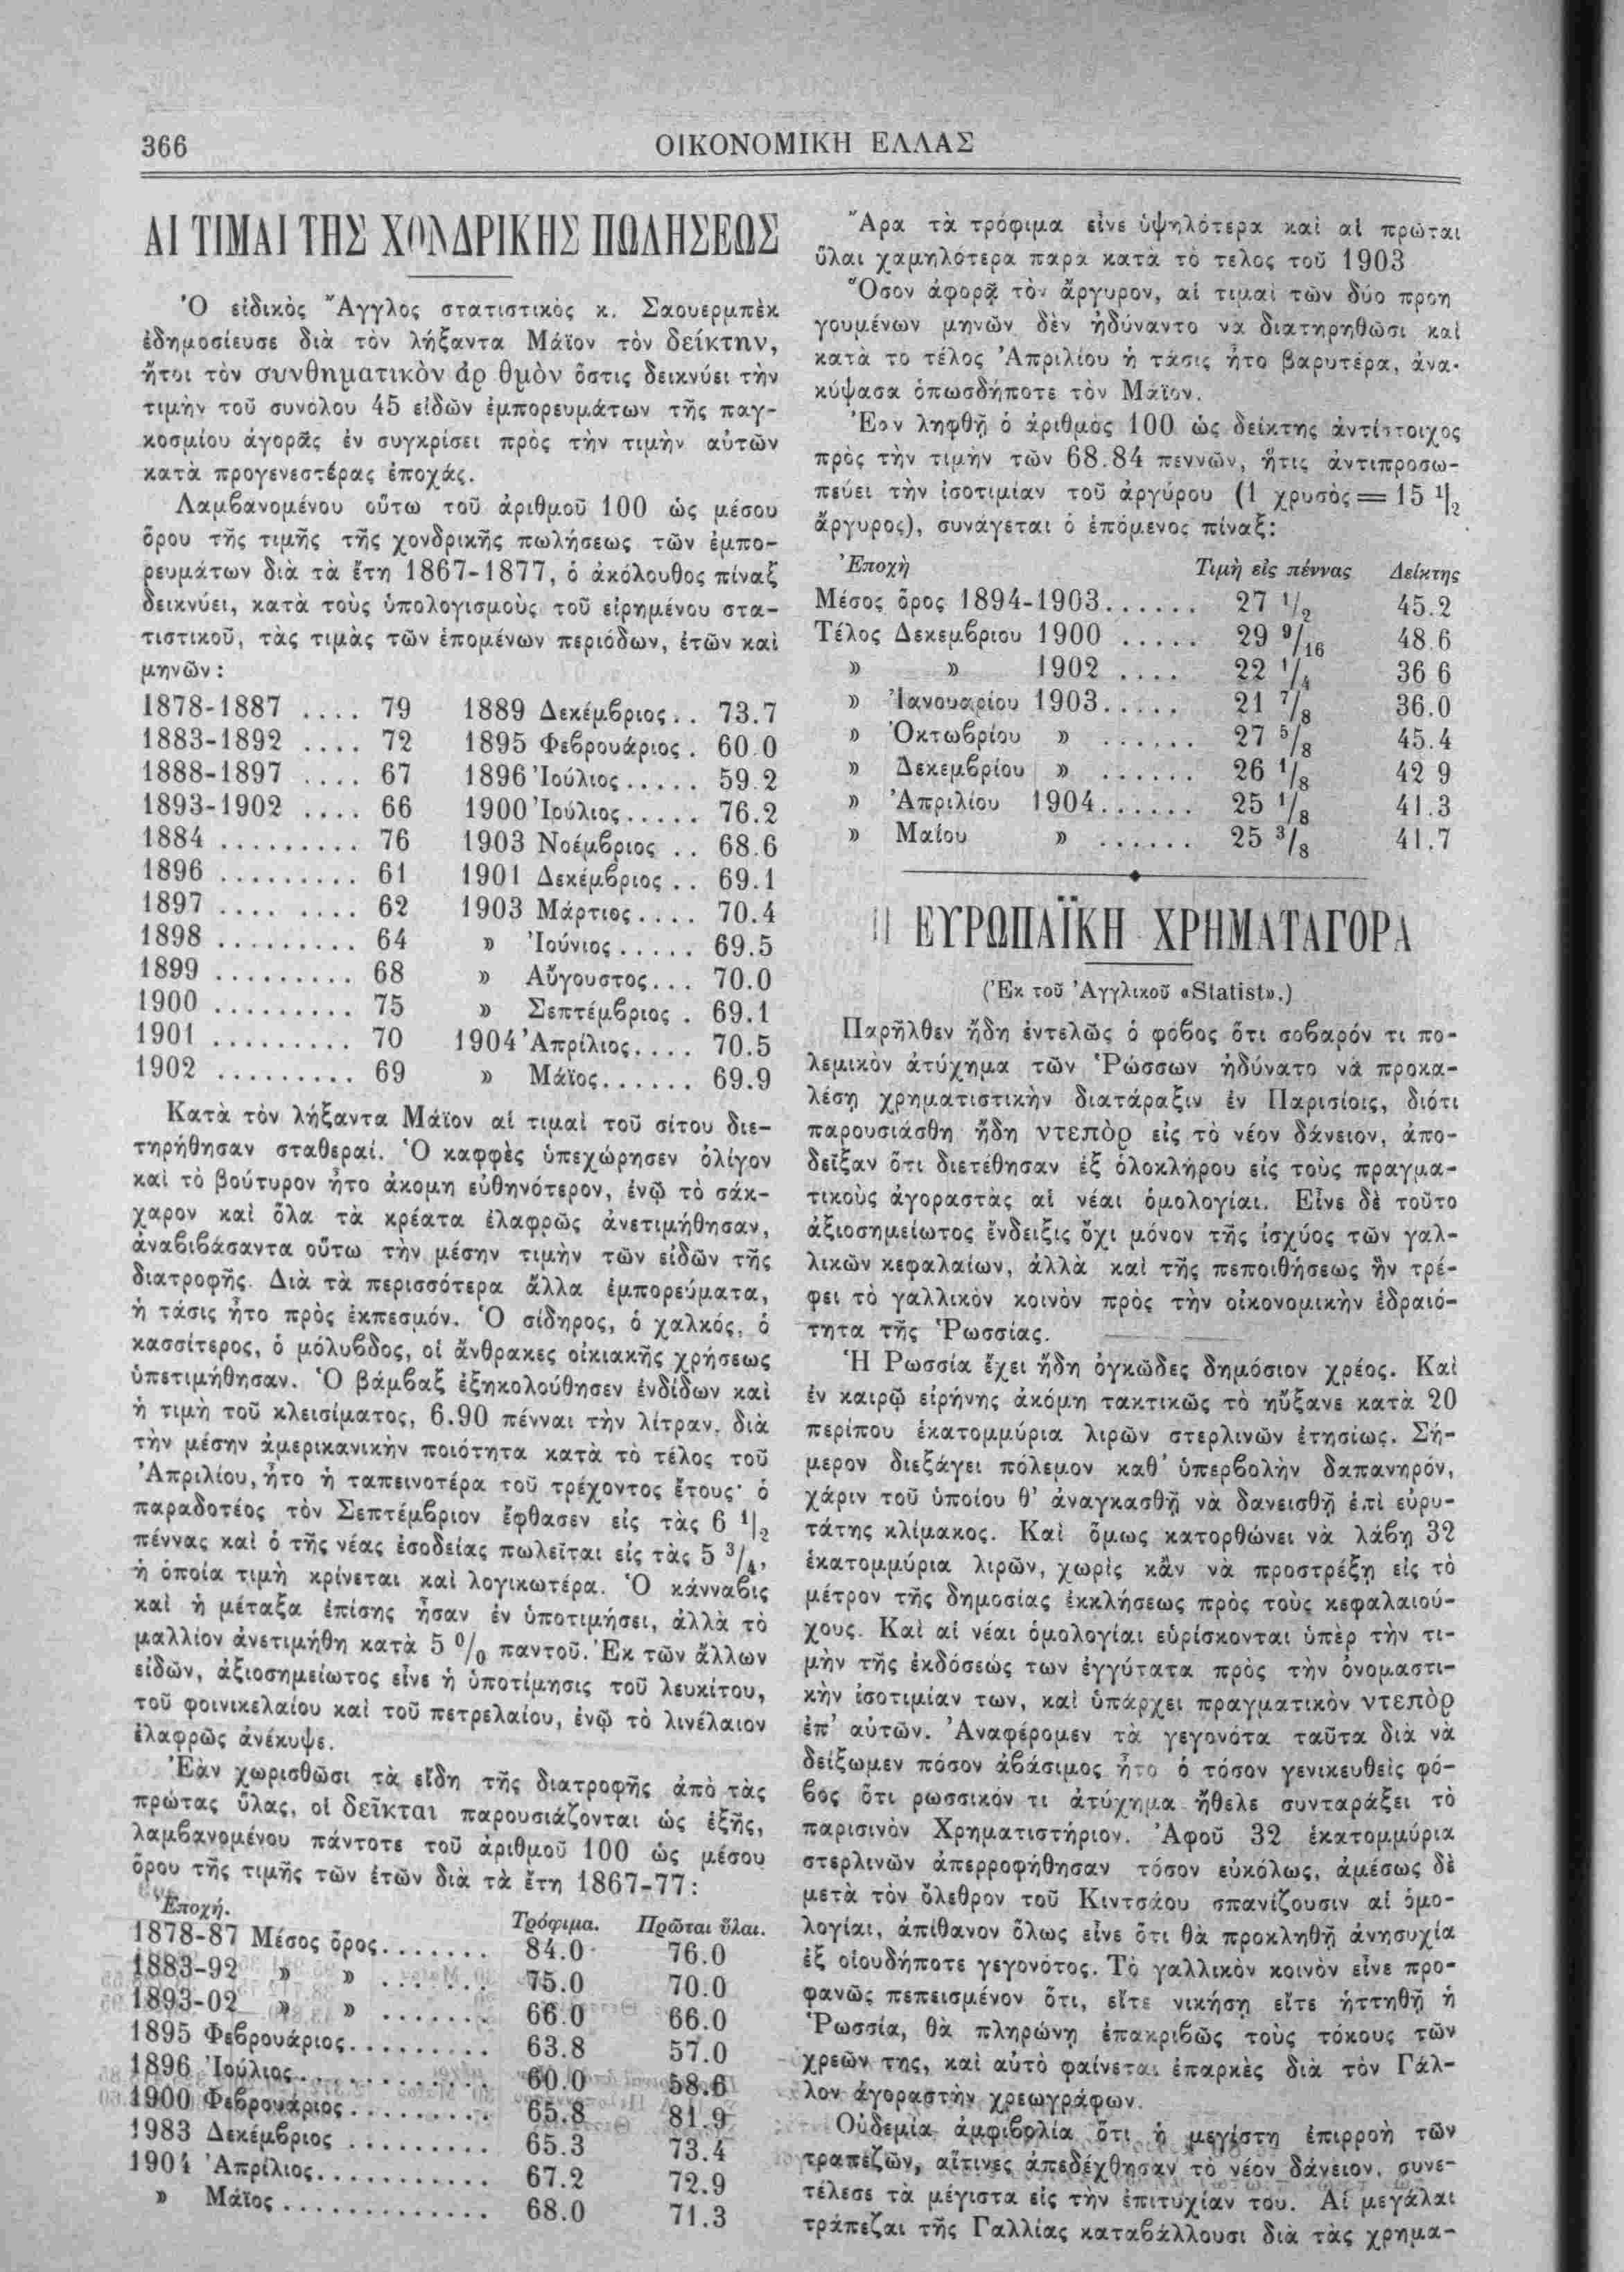 366
ΟΙΚΟΝΟΜΙΚΗ ΕΛΛΑΣ
ΑΙ ΤΙΜΑΙ ΤΗΣ ΧΟΝΔΡΙΚΗΣ ΠΩΛΗΣΕΩΣ
Ὁ εἰδικὸς Ἄγγλος στατιστικὸς κ. Σαουερμπὲκ
ἐδημοσίευσε διὰ τὸν λήξαντα Μάϊον τὸν δείκτην,
ἤτοι τὸν συνθηματικὸν ἀρ θμὸν ὅστις δεικνύει τὴν
τιμὴν τοῦ συνόλου 45 εἰδῶν ἐμπορευμάτων τῆς παγ-
κοσμίου ἀγορᾶς ἐν συγκρίσει πρὸς τὴν τιμὴν αὐτῶν
κατὰ προγενεστέρας ἐποχάς.
Λαμβανομένου οὕτω τοῦ ἀριθμοῦ 100 ὡς μέσου
ὅρου τῆς τιμῆς τῆς χονδρικῆς πωλήσεως τῶν ἐμπο-
ρευμάτων διὰ τὰ ἔτη 1867-1877, ὁ ἀκόλουθος πίναξ
δεικνύει, κατὰ τοὺς ὑπολογισμοὺς τοῦ εἰρημένου στα-
τιστικοῦ, τὰς τιμὰς τῶν ἑπομένων περιόδων, ἐτῶν καὶ
μηνῶν :
1878-1887 .... 79 1889 Δεκέμβριος.. 73.7
1883-1892 .... 72 1895 Φεβρουάριος. 60.0
1888-1897 .... 67 1896 Ἰούλιος..... 59.2
1893-1902 .... 66 1900 Ἰούλιος..... 76.2
1884 ......... 76 1903 Νοέμβριος .. 68.6
1896 ......... 61 1901 Δεκέμβριος.. 69.1
1897 .... .... 62 1903 Μάρτιος.... 70.4
1898 ......... 64 » Ἰούνιος..... 69.5
1899 ......... 68 » Αὔγουστος... 70.0
1900 ......... 75 » Σεπτέμβριος . 69.1
1901 ......... 70 1904 Ἀπρίλιος.... 70.5
1902 ......... 69 » Μάϊος...... 69.9
Κατὰ τὸν λήξαντα Μάϊον αἱ τιμαὶ τοῦ σίτου διε-
τηρήθησαν σταθεραί. Ὁ καφφὲς ὑπεχώρησεν ὀλίγον
καὶ τὸ βούτυρον ἦτο ἀκομη εὐθηνότερον, ἐνῷ τὸ σάκ-
χαρον καὶ ὅλα τὰ κρέατα ἐλαφρῶς ἀνετιμήθησαν,
ἀναβιβάσαντα οὕτω τὴν μέσην τιμὴν τῶν εἰδῶν τῆς
διατροφῆς. Διὰ τὰ περισσότερα ἄλλα ἐμπορεύματα,
ἡ τάσις ἦτο πρὸς ἐκπεσμόν. Ὁ σίδηρος, ὁ χαλκός, ὁ
κασσίτερος, ὁ μόλυβδος, οἱ ἄνθρακες οἰκιακῆς χρήσεως
ὑπετιμήθησαν. Ὁ βάμβαξ ἐξηκολούθησεν ἐνδίδων καὶ
ἡ τιμὴ τοῦ κλεισίματος, 6.90 πένναι τὴν λίτραν, διὰ
τὴν μέσην ἀμερικανικὴν ποιότητα κατὰ τὸ τέλος τοῦ
Ἀπριλίου, ἦτο ἡ ταπεινοτέρα τοῦ τρέχοντος ἔτους· ὁ
παραδοτέος τὸν Σεπτέμβριον ἔφθασεν εἰς τὰς 6 1/2
πέννας καὶ ὁ τῆς νέας ἐσοδείας πωλεῖται εἰς τὰς 5 3/4,
ἡ ὁποία τιμὴ κρίνεται καὶ λογικωτέρα. Ὁ κάνναβις
καὶ ἡ μέταξα ἐπίσης ἦσαν ἐν ὑποτιμήσει, ἀλλὰ τὸ
μαλλίον ἀνετιμήθη κατὰ 5 0/0 παντοῦ. Ἐκ τῶν ἄλλων
εἰδῶν, ἀξιοσημείωτος εἶνε ἡ ὑποτίμησις τοῦ λευκίτου,
τοῦ φοινικελαίου καὶ τοῦ πετρελαίου, ἐνῷ τὸ λινέλαιον
ἐλαφρῶς ἀνέκυψε.
Ἐὰν χωρισθῶσι τὰ εἴδη τῆς διατροφῆς ἀπὸ τὰς
πρώτας ὕλας, οἱ δεῖκται παρουσιάζονται ὡς ἑξῆς,
λαμβανομένου πάντοτε τοῦ ἀριθμοῦ 100 ὡς μέσου
ὅρου τῆς τιμῆς τῶν ἐτῶν διὰ τὰ ἔτη 1867-77 :
Ἐποχή. Τρόφιμα. Πρῶται ὕλαι.
1878-87 Μέσος ὅρος....... 84.0 76.0
1883-92 » » ....... 75.0 70.0
1893-02 » » ....... 66.0 66.0
1895 Φεβρουάριος......... 63.8 57.0
1896 Ἰούλιος............ 60.0 58.6
1900 Φεβρουάριος......... 65.8 81.9
1983 Δεκέμβριος ......... 65.3 73.4
1904 Ἀπρίλιος........... 67.2 72.9
» Μάϊος ............. 68.0 71.3
Ἄρα τὰ τρόφιμα εἶνε ὑψηλότερα καὶ αἱ πρῶται
ὗλαι χαμηλότερα παρὰ κατὰ τὸ τελος τοῦ 1903
Ὅσον ἀφορᾷ τὸν ἄργυρον, αἱ τιμαὶ τῶν δύο προη
γουμένων μηνῶν δὲν ἠδύναντο να διατηρηθῶσι καὶ
κατὰ το τέλος Ἀπριλίου ἡ τάσις ἦτο βαρυτέρα, ἀνα-
κύψασα ὁπωσδήποτε τὸν Μάϊον.
Ἐὰν ληφθῇ ὁ ἀριθμὸς 100 ὡς δείκτης ἀντίστοιχος
πρὸς τὴν τιμὴν τῶν 68.84 πεννῶν, ἥτις ἀντιπροσω-
πεύει τὴν ἰσοτιμίαν τοῦ ἀργύρου (1 χρυσὸς = 15 1/2
ἄργυρος), συνάγεται ὁ ἑπόμενος πίναξ :
Ἐποχὴ Τιμὴ εἰς πέννας Δείκτης
Μέσος ὅρος 1894-1903...... 27 1/2 45.2
Τέλος Δεκεμβριου 1900 ..... 29 9/16 48.6
» » 1902 .... 22 1/4 36 6
» Ἰανουαρίου 1903..... 21 7/8 36.0
» Ὀκτωβρίου » ...... 27 5/8 45.4
» Δεκεμβρίου » ...... 26 1/8 42 9
» Ἀπριλίου 1904...... 25 1/8 41.3
» Μαΐου » ...... 25 3/8 41.7
Η ΕΥΡΩΠΑΪΚΗ ΧΡΗΜΑΤΑΓΟΡΑ
(Ἐκ τοῦ Ἀγγλικοῦ «Statist».)
Παρῆλθεν ἤδη ἐντελῶς ὁ φόβος ὅτι σοβαρόν τι πο-
λεμικὸν ἀτύχημα τῶν Ῥώσσων ἠδύνατο νὰ προκα-
λέσῃ χρηματιστικὴν διατάραξιν ἐν Παρισίοις, διότι
παρουσιάσθη ἤδη ντεπὸρ εἰς τὸ νέον δάνειον, ἀπο-
δεῖξαν ὅτι διετέθησαν ἐξ ὁλοκλήρου εἰς τοὺς πραγμα-
τικοὺς ἀγοραστὰς αἱ νέαι ὁμολογίαι. Εἶνε δὲ τοῦτο
ἀξιοσημείωτος ἔνδειξις ὄχι μόνον τῆς ἰσχύος τῶν γαλ-
λικῶν κεφαλαίων, ἀλλὰ καὶ τῆς πεποιθήσεως ἣν τρέ-
φει τὸ γαλλικὸν κοινὸν πρὸς τὴν οἰκονομικὴν ἑδραιό-
τητα τῆς Ῥωσσίας.
Ἡ Ρωσσία ἔχει ἤδη ὀγκῶδες δημόσιον χρέος. Καὶ
ἐν καιρῷ εἰρήνης ἀκόμη τακτικῶς τὸ ηὔξανε κατὰ 20
περίπου ἑκατομμύρια λιρῶν στερλινῶν ἐτησίως. Σή-
μερον διεξάγει πόλεμον καθ' ὑπερβολὴν δαπανηρόν,
χάριν τοῦ ὁποίου θ' ἀναγκασθῇ νὰ δανεισθῇ ἐπὶ εὐρυ-
τάτης κλίμακος. Καὶ ὅμως κατορθώνει νὰ λάβῃ 32
ἑκατομμύρια λιρῶν, χωρὶς κἂν νὰ προστρέξῃ εἰς τὸ
μέτρον τῆς δημοσίας ἐκκλήσεως πρὸς τοὺς κεφαλαιού-
χους. Καὶ αἱ νέαι ὁμολογίαι εὑρίσκονται ὑπὲρ τὴν τι-
μὴν τῆς ἐκδόσεώς των ἐγγύτατα πρὸς τὴν ὀνομαστι-
κὴν ἰσοτιμίαν των, καὶ ὑπάρχει πραγματικὸν ντεπὸρ
ἐπ' αὐτῶν. Ἀναφέρομεν τὰ γεγονότα ταῦτα διὰ νὰ
δείξωμεν πόσον ἀβάσιμος ἦτο ὁ τόσον γενικευθεὶς φό-
βος ὅτι ρωσσικόν τι ἀτύχημα ἤθελε συνταράξει τὸ
παρισινὸν Χρηματιστήριον. Ἀφοῦ 32 ἑκατομμύρια
στερλινῶν ἀπερροφήθησαν τόσον εὐκόλως, ἀμέσως δὲ
μετὰ τὸν ὄλεθρον τοῦ Κιντσάου σπανίζουσιν αἱ ὁμο-
λογίαι, ἀπίθανον ὅλως εἶνε ὅτι θὰ προκληθῇ ἀνησυχία
ἐξ οἱουδήποτε γεγονότος. Τὸ γαλλικὸν κοινὸν εἶνε προ-
φανῶς πεπεισμένον ὅτι, εἴτε νικήσῃ εἴτε ἡττηθῇ ἡ
Ῥωσσία, θὰ πληρώνῃ ἐπακριβῶς τοὺς τόκους τῶν
χρεῶν της, καὶ αὐτὸ φαίνεται ἐπαρκὲς διὰ τὸν Γάλ-
λον ἀγοραστὴν χρεωγράφων.
Οὐδεμία ἀμφιβολία ὅτι ἡ μεγίστη ἐπιρροὴ τῶν
τραπεζῶν, αἵτινες ἀπεδέχθησαν τὸ νέον δάνειον, συνε-
τέλεσε τὰ μέγιστα εἰς τὴν ἐπιτυχίαν του. Αἱ μεγάλαι
τράπεζαι τῆς Γαλλίας καταβάλλουσι διὰ τὰς χρημα-